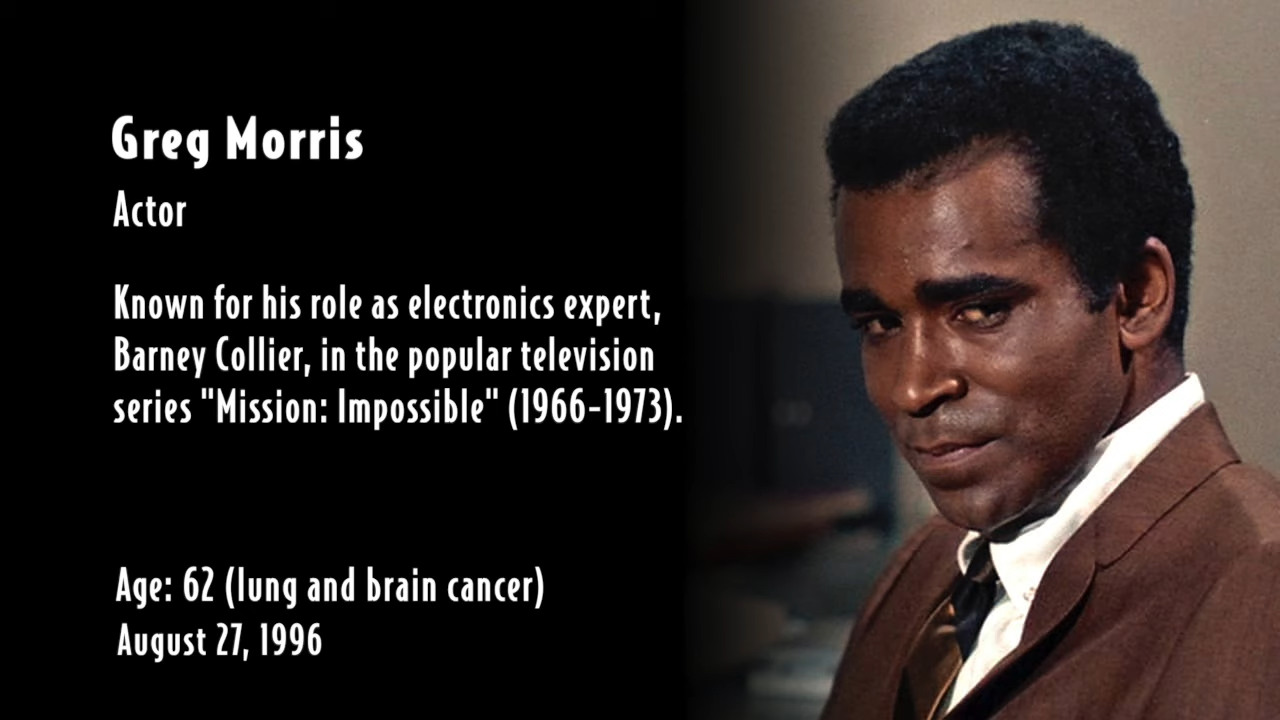 Greg Morris
Actor
Known for his role as electronics expert,
Barney Collier, in the popular television
series "Mission: Impossible" (1966-1973).
Age: 62 (lung and brain cancer)
August 27, 1996